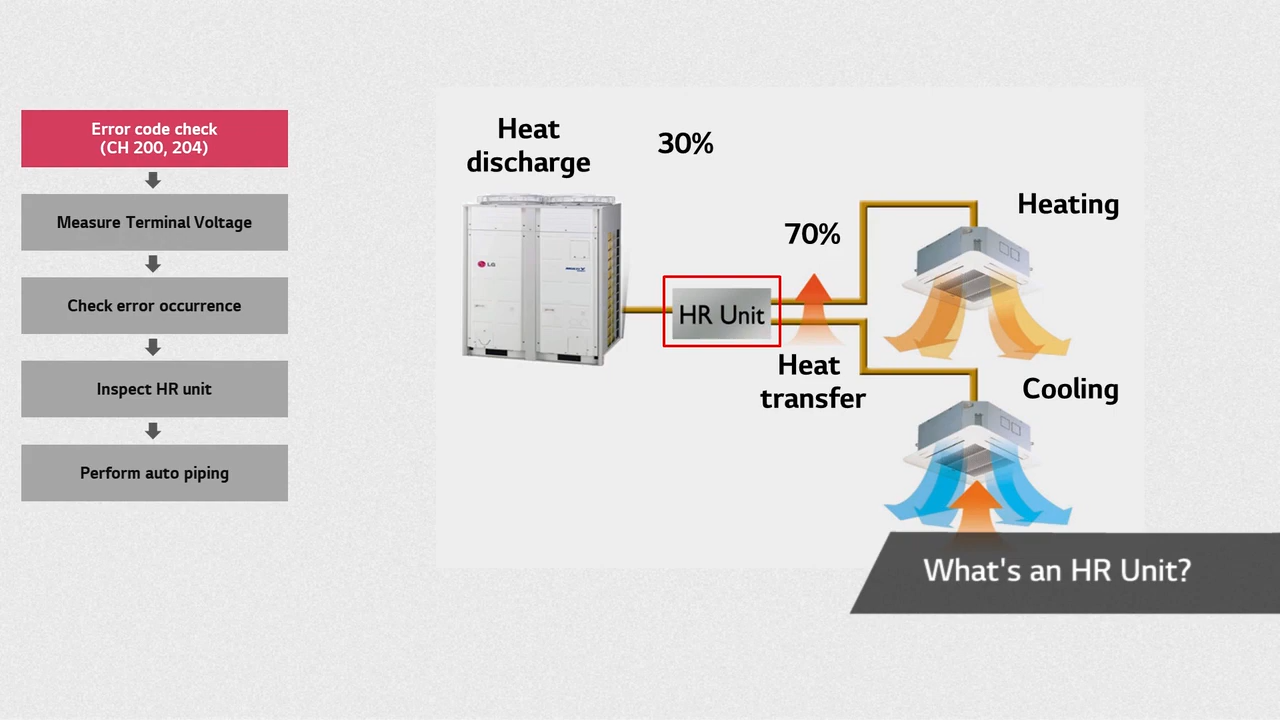 Error code check
(CH 200, 204)
Measure Terminal Voltage
Check error occurrence
Inspect HR unit
Perform auto piping
Heat
discharge
30%
LG
HR Unit
70%
Heat
transfer
Heating
Cooling
What's an HR Unit?